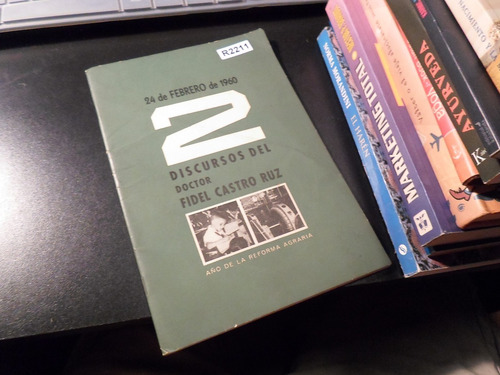 R2211
24 de FEBRERO de 1960
2
DISCURSOS DEL
DOCTOR
FIDEL CASTRO RUZ
AÑO DE LA REFORMA AGRARIA
MARKETING TOTAL
AYURVEDA